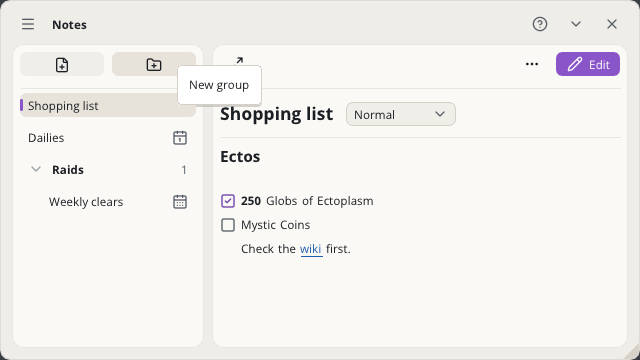 Notes
Edit
New group
Shopping list
Dailies
Raids 1
Weekly clears
Shopping list Normal
Ectos
250 Globs of Ectoplasm
Mystic Coins
Check the wiki first.